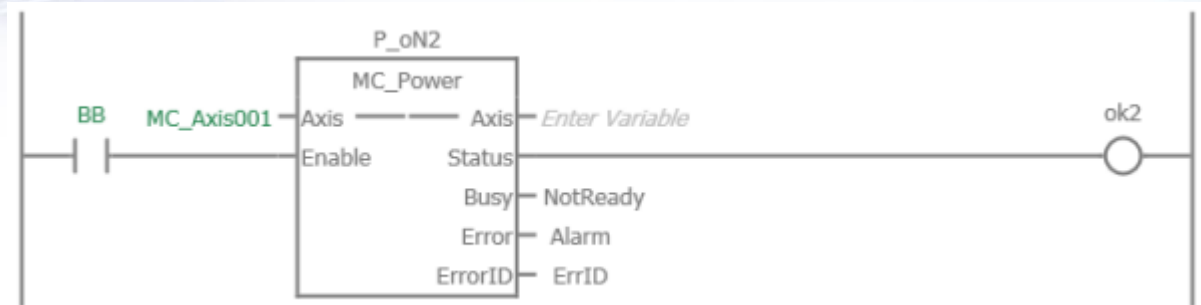 P_oN2
MC_Power
BB MC_Axis001 Axis Axis Enter Variable ok2
Enable Status
Busy NotReady
Error Alarm
ErrorID ErrID